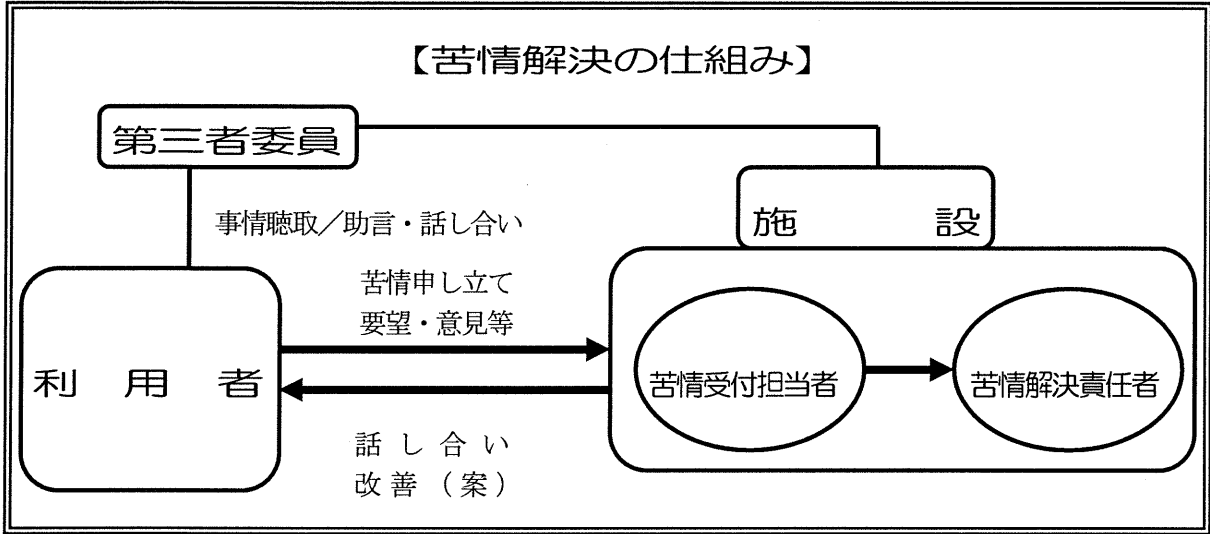 【苦情解決の仕組み】
第三者委員
事情聴取／助言・話し合い
施設
苦情申し立て
要望・意見等
利用者
苦情受付担当者
苦情解決責任者
話し合い
改善（案）